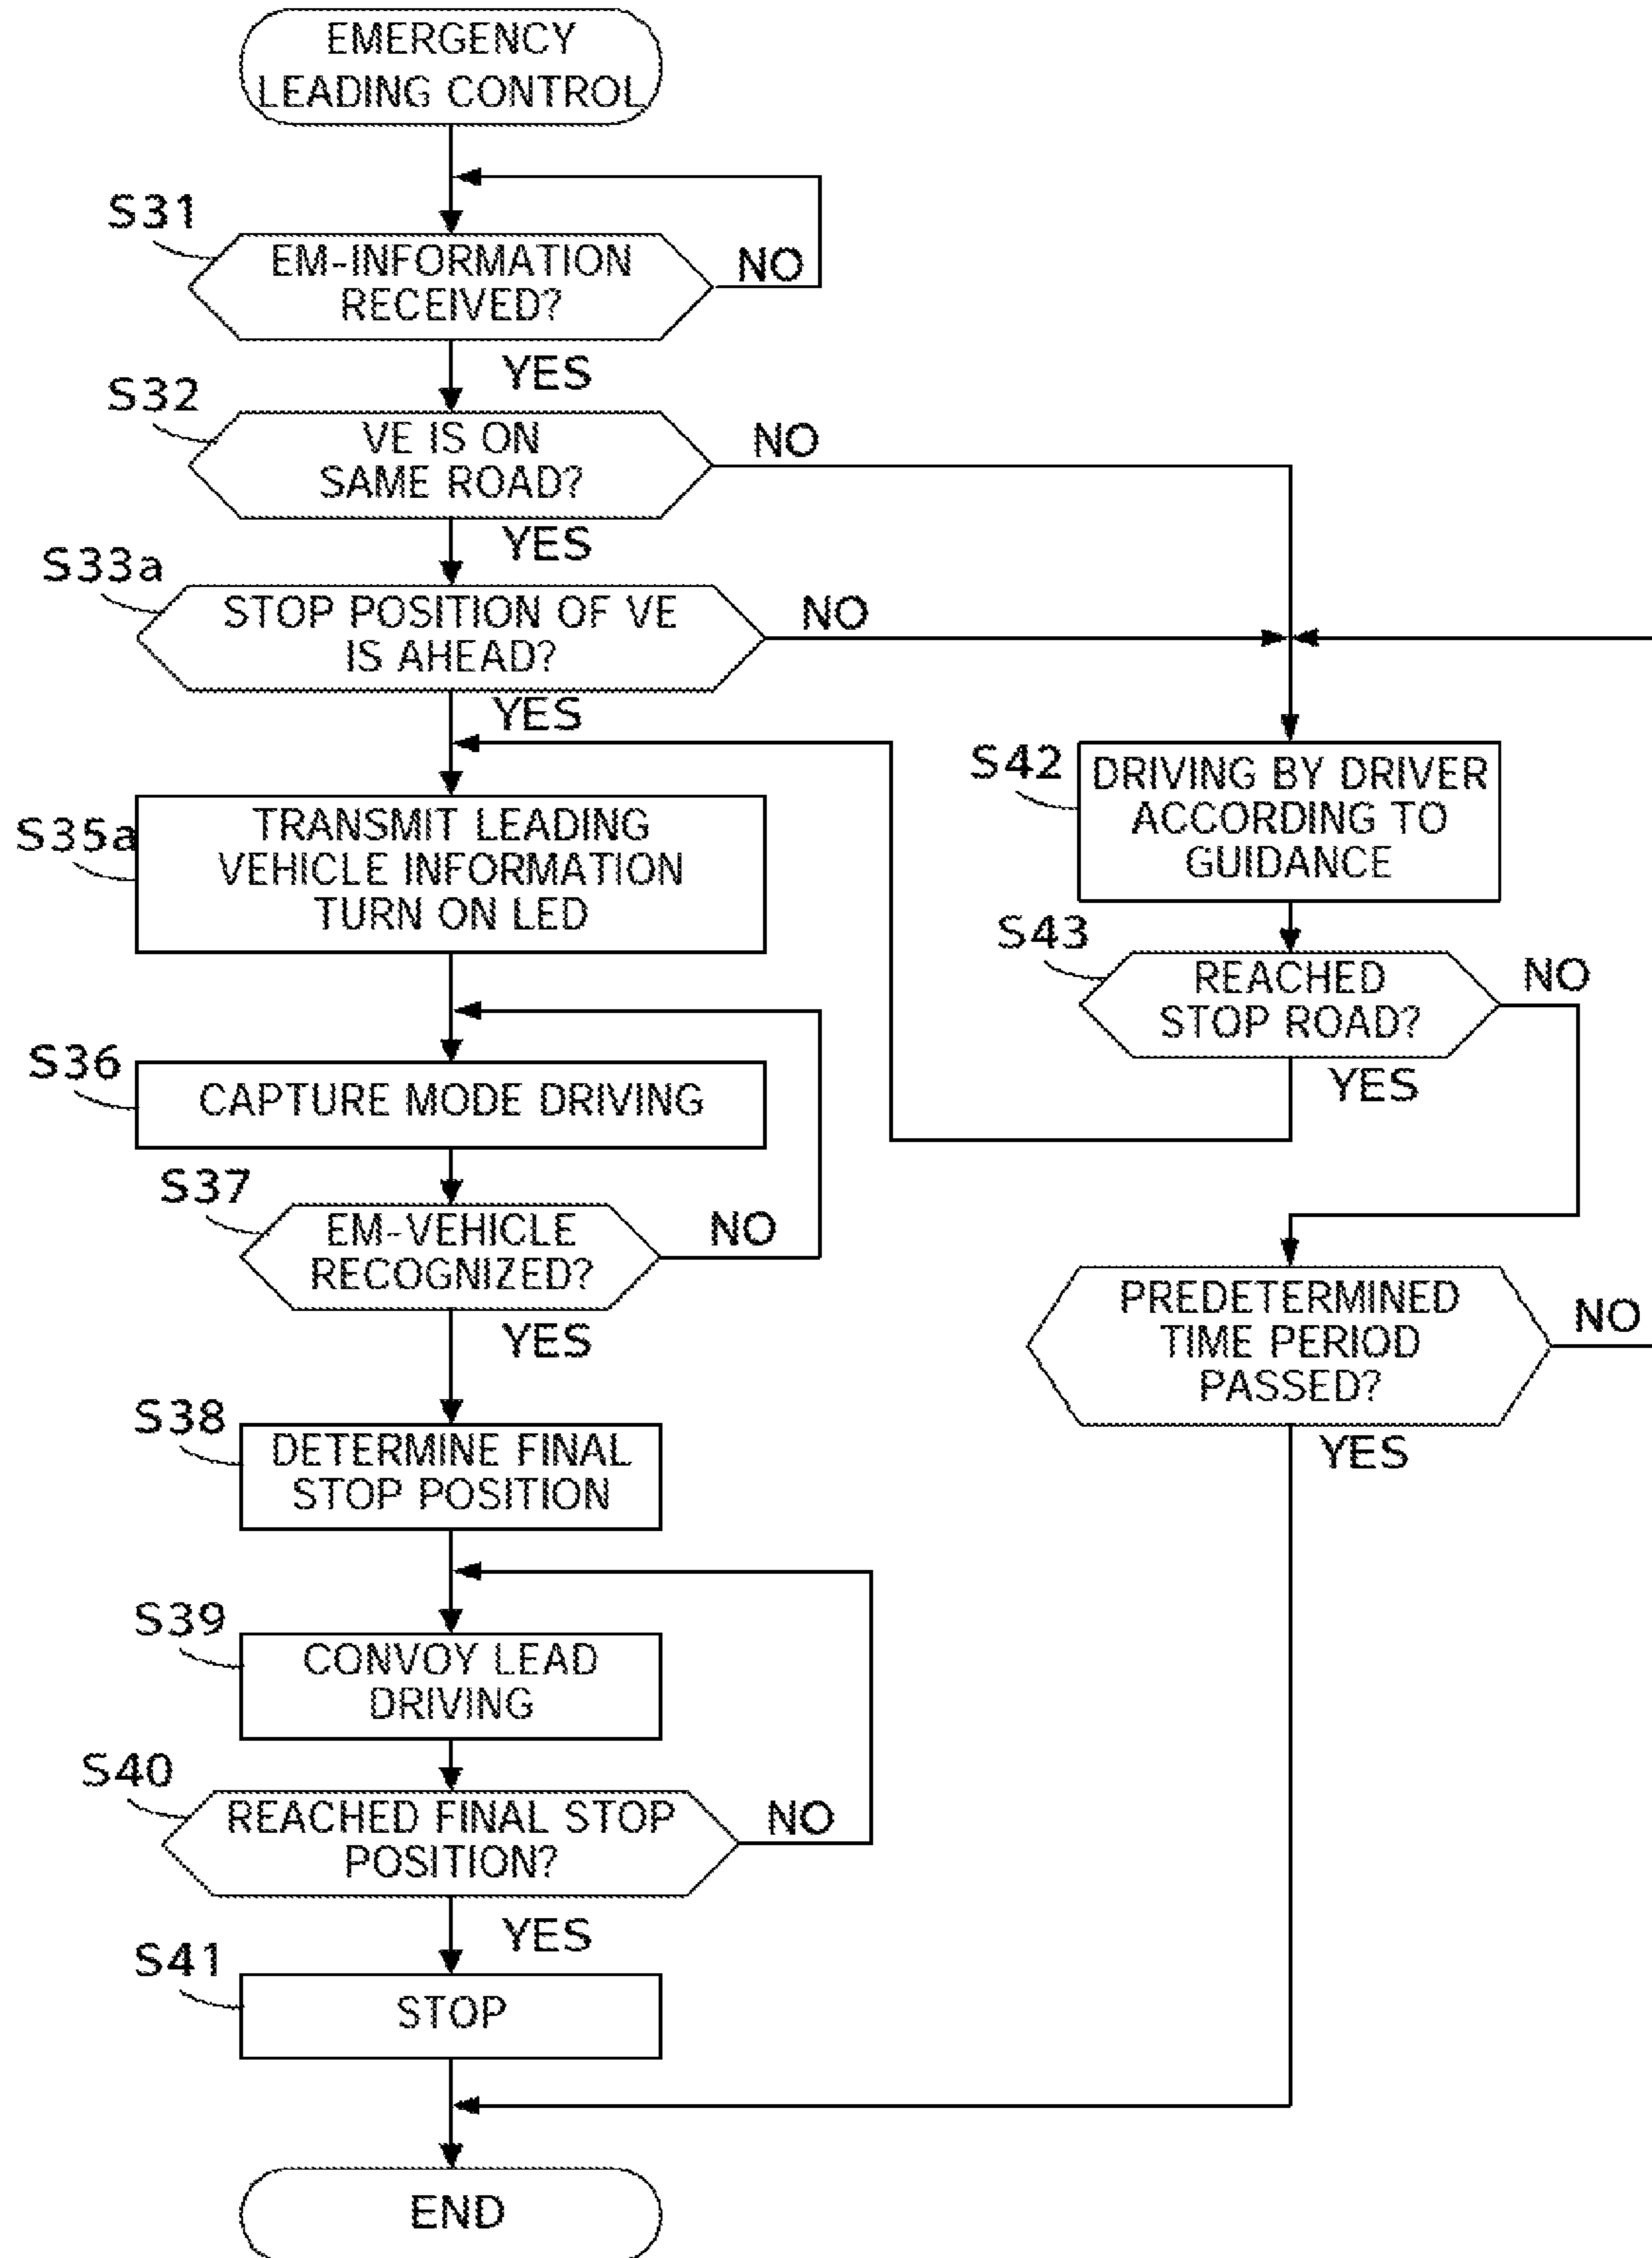 EMERGENCY
LEADING CONTROL
S31
EM-INFORMATION
RECEIVED?
NO
YES
S32
VE IS ON
SAME ROAD?
NO
YES
S33a
STOP POSITION OF VE
IS AHEAD?
NO
YES
S35a
TRANSMIT LEADING
VEHICLE INFORMATION
TURN ON LED
S42
DRIVING BY DRIVER
ACCORDING TO
GUIDANCE
S43
REACHED
STOP ROAD?
NO
YES
S36
CAPTURE MODE DRIVING
S37
EM-VEHICLE
RECOGNIZED?
NO
YES
PREDETERMINED
TIME PERIOD
PASSED?
NO
YES
S38
DETERMINE FINAL
STOP POSITION
S39
CONVOY LEAD
DRIVING
S40
REACHED FINAL STOP
POSITION?
NO
YES
S41
STOP
END